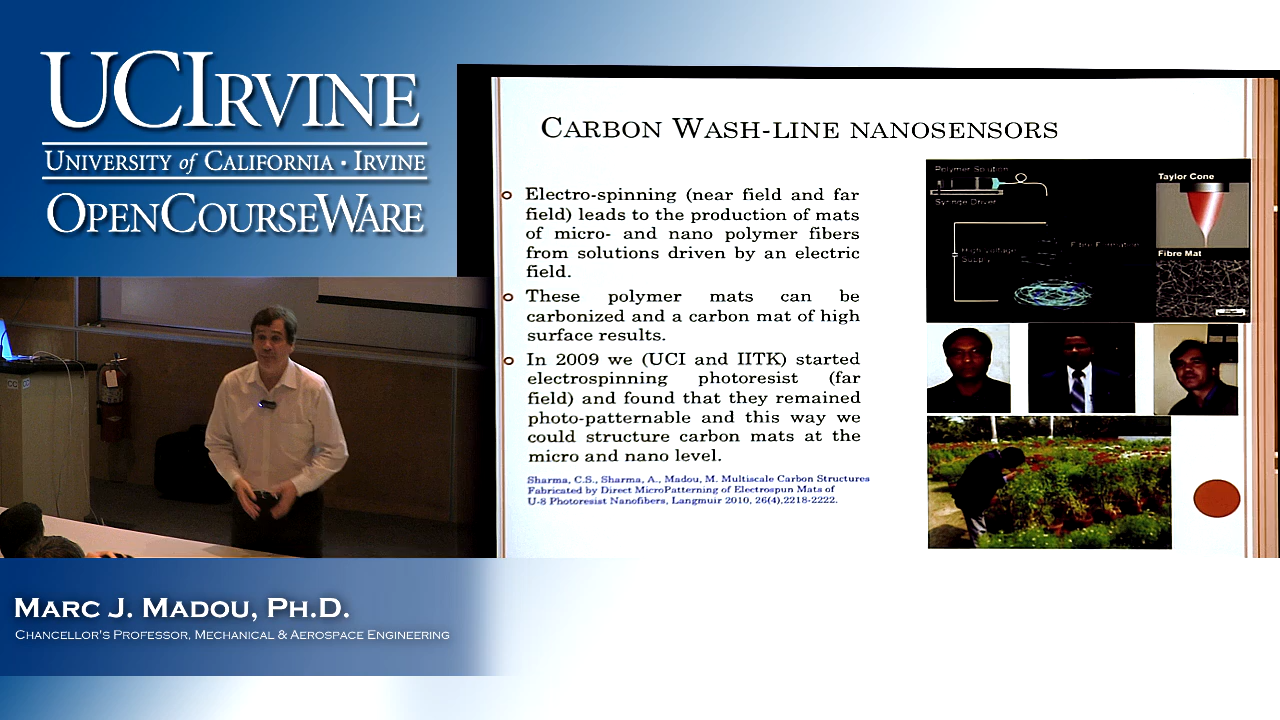 UCIRVINE
UNIVERSITY of CALIFORNIA · IRVINE
OPENCOURSEWARE
CARBON WASH-LINE NANOSENSORS
Electro-spinning (near field and far
field) leads to the production of mats
of micro- and nano polymer fibers
from solutions driven by an electric
field.
These polymer mats can be
carbonized and a carbon mat of high
surface results.
In 2009 we (UCI and IITK) started
electrospinning photoresist (far
field) and found that they remained
photo-patternable and this way we
could structure carbon mats at the
micro and nano level.
Sharma, C.S., Sharma, A., Madou, M. Multiscale Carbon Structures
Fabricated by Direct MicroPatterning of Electrospun Mats of
U-8 Photoresist Nanofibers, Langmuir 2010, 26(4),2218-2222.
Polymer Solution
Syringe Driver
High Voltage
Supply
Fibre Formation
Taylor Cone
Fibre Mat
MARC J. MADOU, PH.D.
CHANCELLOR'S PROFESSOR, MECHANICAL & AEROSPACE ENGINEERING